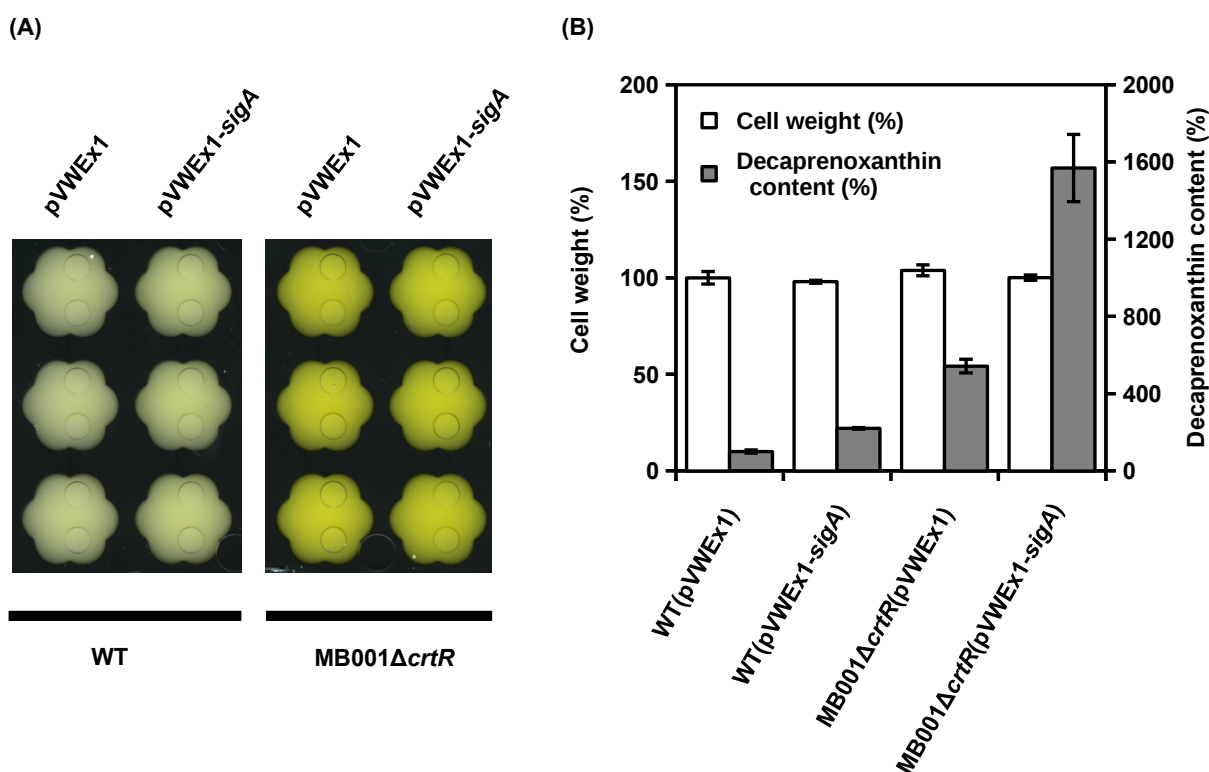 (A)
pVWEx1
pVWEx1-sigA
pVWEx1
pVWEx1-sigA
WT
MB001ΔcrtR
(B)
Cell weight (%)
200
150
100
50
0
Cell weight (%)
Decaprenoxanthin
content (%)
2000
1600
1200
800
400
0
Decaprenoxanthin content (%)
WT(pVWEx1)
WT(pVWEx1-sigA)
MB001ΔcrtR(pVWEx1)
MB001ΔcrtR(pVWEx1-sigA)